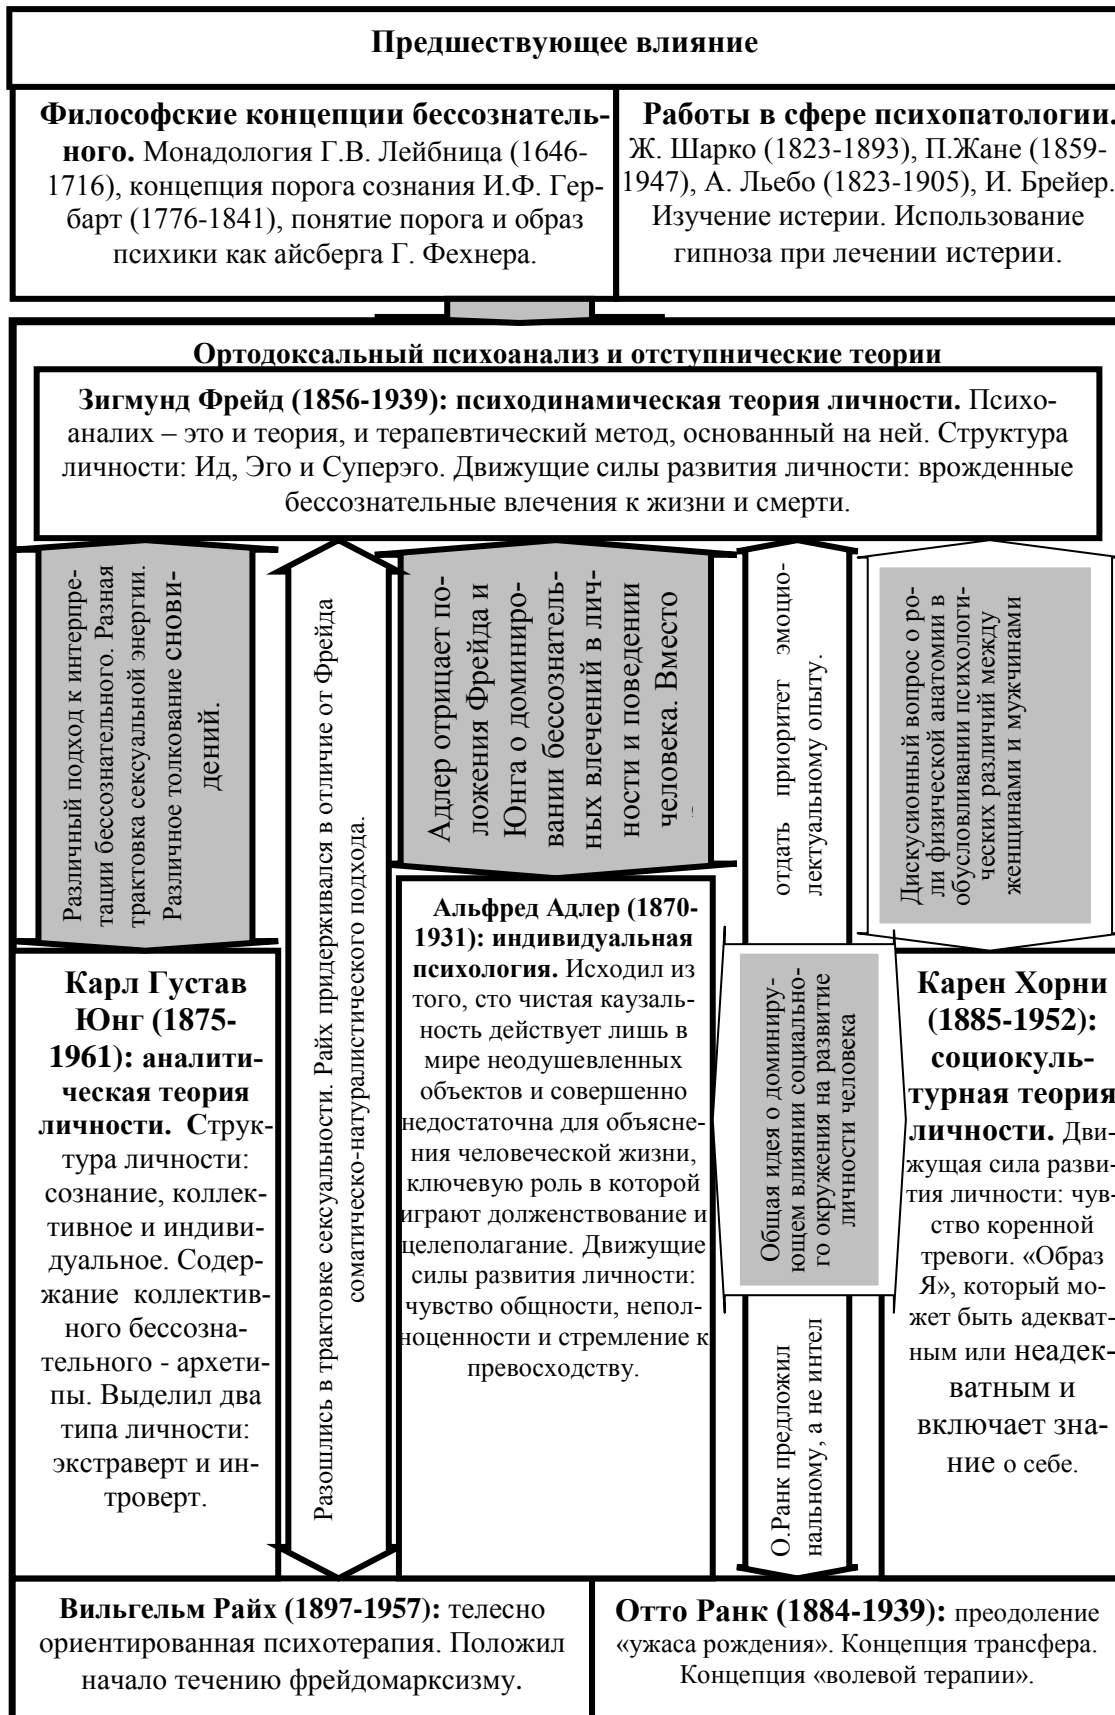 Предшествующее влияние
Философские концепции бессознатель-
ного. Монадология Г.В. Лейбница (1646-
1716), концепция порога сознания И.Ф. Гер-
барт (1776-1841), понятие порога и образ
психики как айсберга Г. Фехнера.
Работы в сфере психопатологии.
Ж. Шарко (1823-1893), П.Жане (1859-
1947), А. Льебо (1823-1905), И. Брейер.
Изучение истерии. Использование
гипноза при лечении истерии.
Ортодоксальный психоанализ и отступнические теории
Зигмунд Фрейд (1856-1939): психодинамическая теория личности. Психо-
аналих – это и теория, и терапевтический метод, основанный на ней. Структура
личности: Ид, Эго и Суперэго. Движущие силы развития личности: врожденные
бессознательные влечения к жизни и смерти.
Различный подход к интерпре-
тации бессознательного. Разная
трактовка сексуальной энергии.
Различное толкование снови-
дений.
Разошлись в трактовке сексуальности. Райх придерживался в отличие от Фрейда
соматическо-натуралистического подхода.
Адлер отрицает по-
ложения Фрейда и
Юнга о доминиро-
вании бессознатель-
ных влечений в лич-
ности и поведении
человека. Вместо
О.Ранк предложил отдать приоритет эмоцио-
нальному, а не интел лектуальному опыту.
Дискусионный вопрос о ро-
ли физической анатомии в
обусловливании психологи-
ческих различий между
женщинами и мужчинами
Карл Густав
Юнг (1875-
1961): аналити-
ческая теория
личности. Струк-
тура личности:
сознание, коллек-
тивное и индиви-
дуальное. Содер-
жание коллектив-
ного бессозна-
тельного - архети-
пы. Выделил два
типа личности:
экстраверт и ин-
троверт.
Альфред Адлер (1870-
1931): индивидуальная
психология. Исходил из
того, сто чистая каузаль-
ность действует лишь в
мире неодушевленных
объектов и совершенно
недостаточна для объясне-
ния человеческой жизни,
ключевую роль в которой
играют долженствование и
целеполагание. Движущие
силы развития личности:
чувство общности, непол-
ноценности и стремление к
превосходству.
Общая идея о доминиру-
ющем влиянии социально-
го окружения на развитие
личности человека
Карен Хорни
(1885-1952):
социокуль-
турная теория
личности. Дви-
жущая сила разви-
тия личности: чув-
ство коренной
тревоги. «Образ
Я», который мо-
жет быть адекват-
ным или неадек-
ватным и
включает зна-
ние о себе.
Вильгельм Райх (1897-1957): телесно
ориентированная психотерапия. Положил
начало течению фрейдомарксизму.
Отто Ранк (1884-1939): преодоление
«ужаса рождения». Концепция трансфера.
Концепция «волевой терапии».